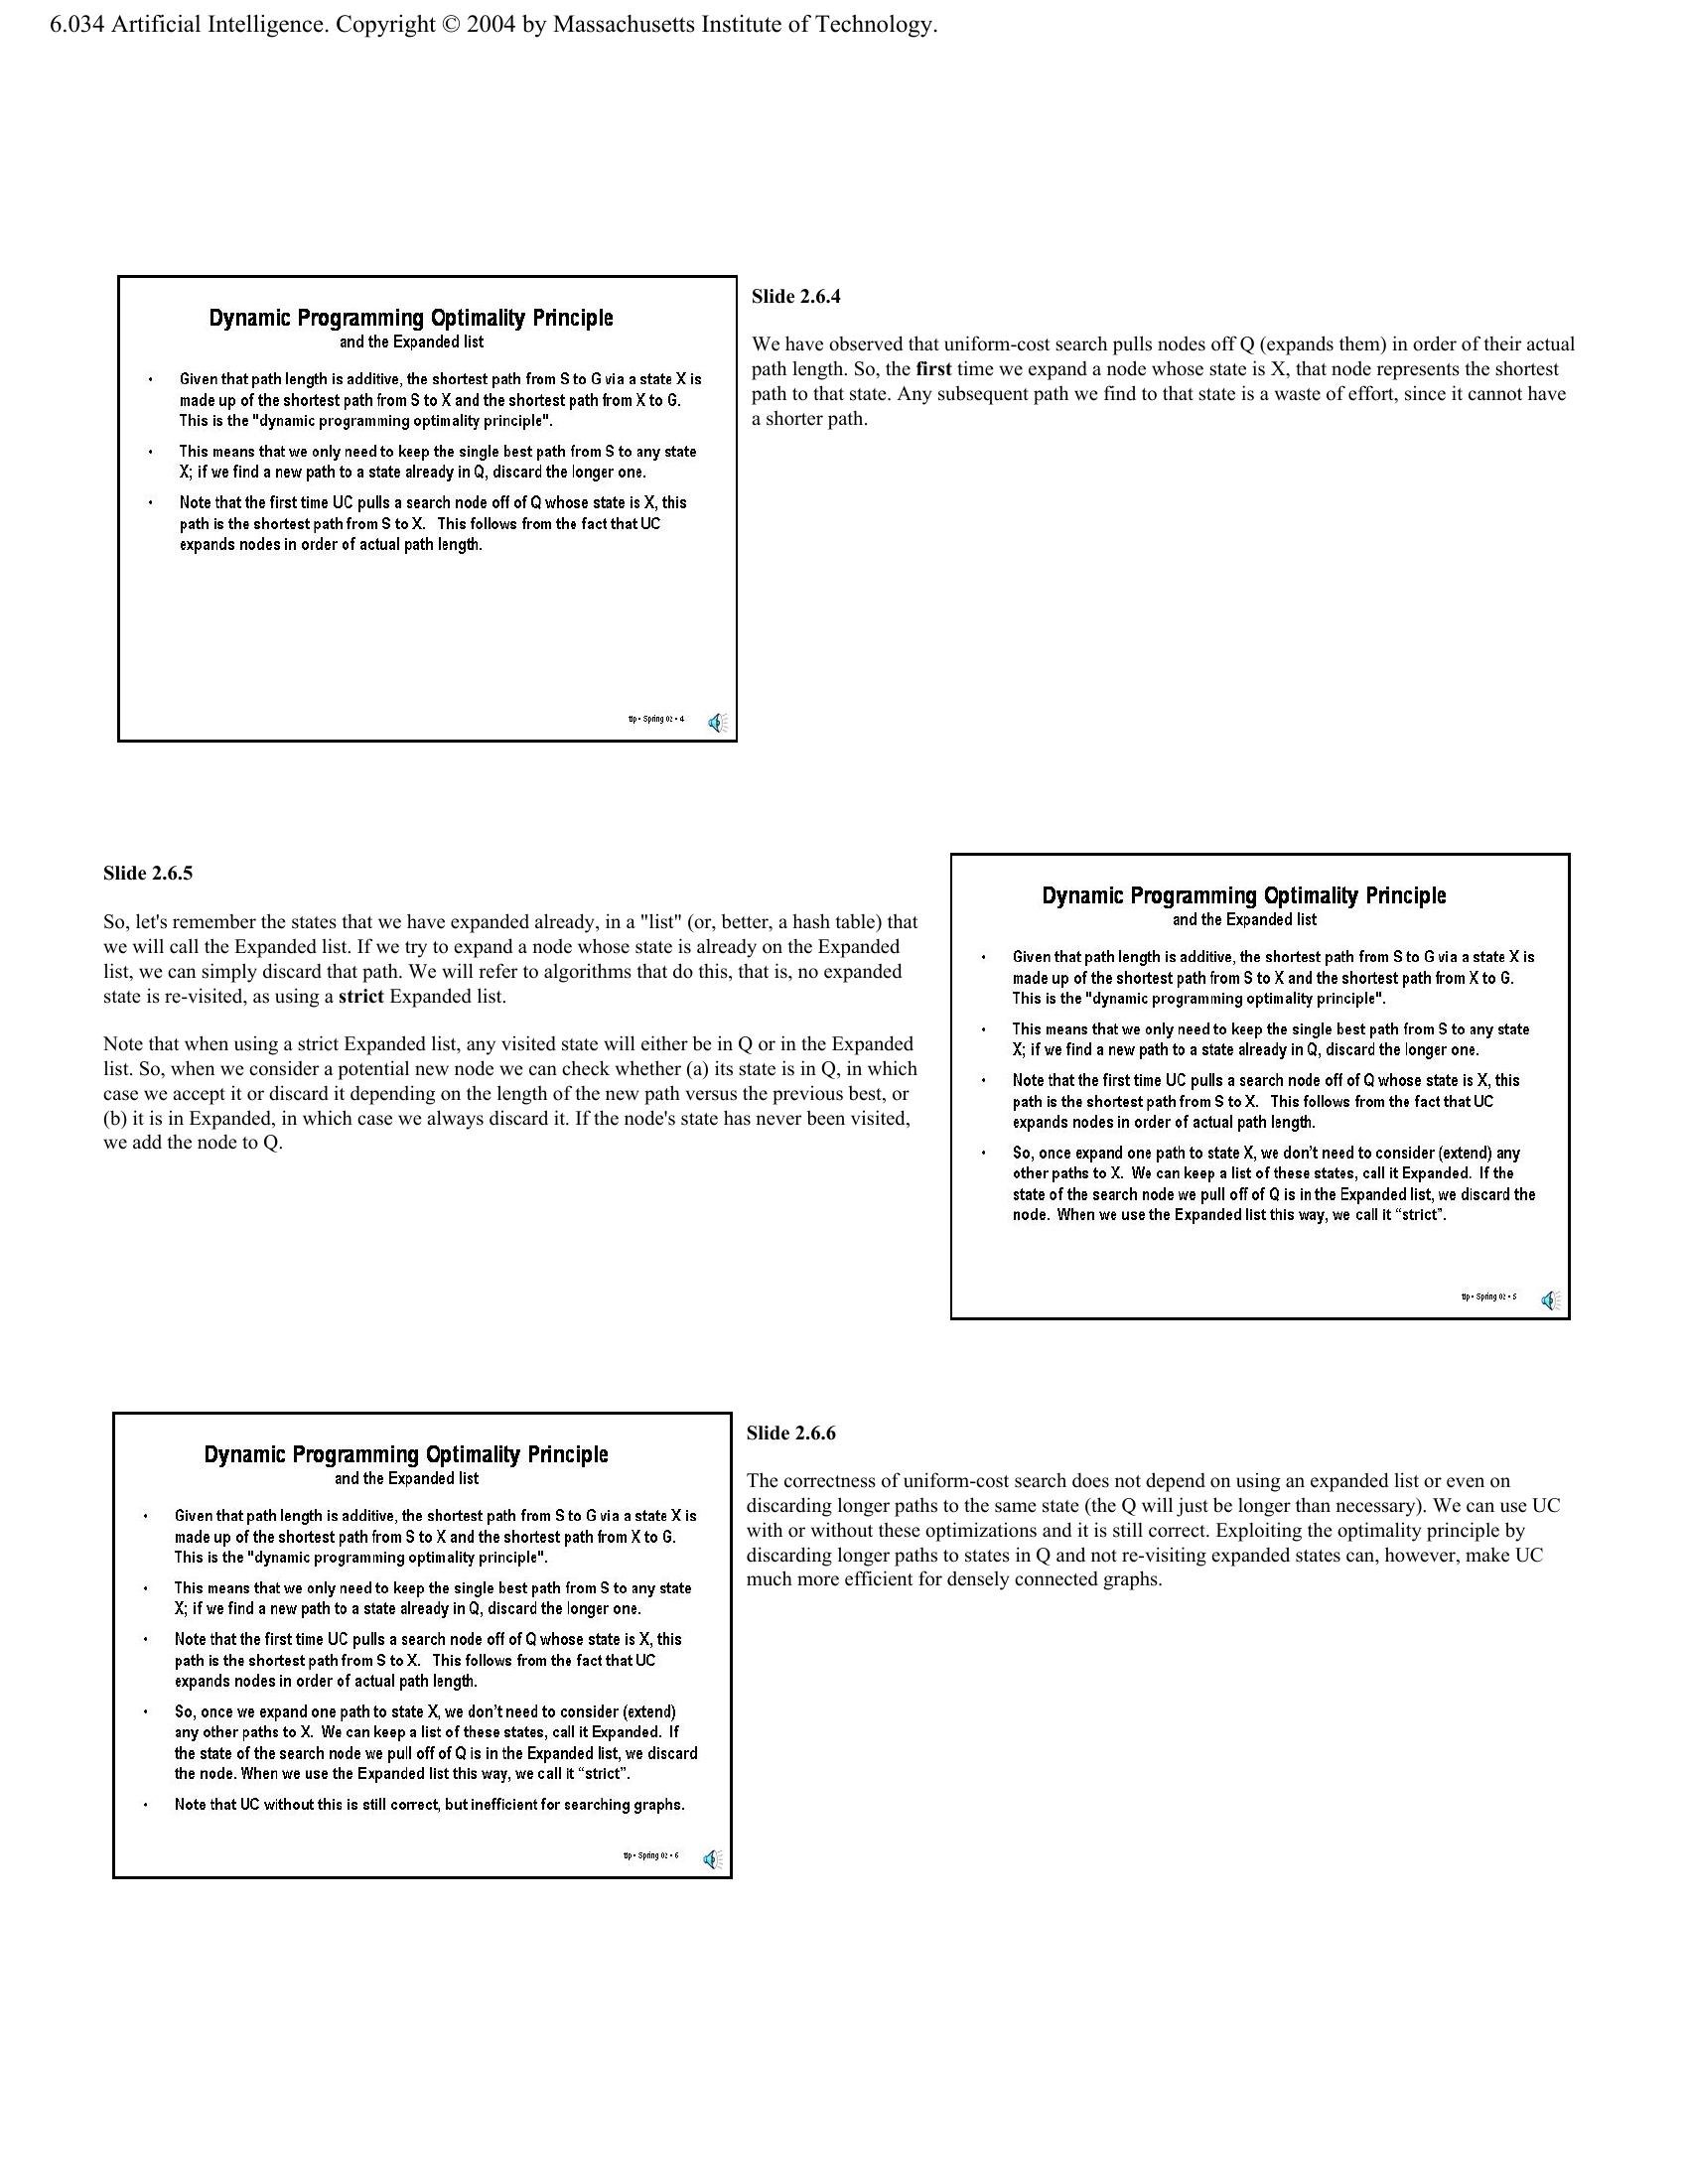 6.034 Artificial Intelligence. Copyright © 2004 by Massachusetts Institute of Technology.
Dynamic Programming Optimality Principle
and the Expanded list
• Given that path length is additive, the shortest path from S to G via a state X is
made up of the shortest path from S to X and the shortest path from X to G.
This is the "dynamic programming optimality principle".
• This means that we only need to keep the single best path from S to any state
X; if we find a new path to a state already in Q, discard the longer one.
• Note that the first time UC pulls a search node off of Q whose state is X, this
path is the shortest path from S to X. This follows from the fact that UC
expands nodes in order of actual path length.
tlp • Spring 02 • 4
Slide 2.6.4
We have observed that uniform-cost search pulls nodes off Q (expands them) in order of their actual
path length. So, the first time we expand a node whose state is X, that node represents the shortest
path to that state. Any subsequent path we find to that state is a waste of effort, since it cannot have
a shorter path.
Slide 2.6.5
So, let's remember the states that we have expanded already, in a "list" (or, better, a hash table) that
we will call the Expanded list. If we try to expand a node whose state is already on the Expanded
list, we can simply discard that path. We will refer to algorithms that do this, that is, no expanded
state is re-visited, as using a strict Expanded list.
Note that when using a strict Expanded list, any visited state will either be in Q or in the Expanded
list. So, when we consider a potential new node we can check whether (a) its state is in Q, in which
case we accept it or discard it depending on the length of the new path versus the previous best, or
(b) it is in Expanded, in which case we always discard it. If the node's state has never been visited,
we add the node to Q.
Dynamic Programming Optimality Principle
and the Expanded list
• Given that path length is additive, the shortest path from S to G via a state X is
made up of the shortest path from S to X and the shortest path from X to G.
This is the "dynamic programming optimality principle".
• This means that we only need to keep the single best path from S to any state
X; if we find a new path to a state already in Q, discard the longer one.
• Note that the first time UC pulls a search node off of Q whose state is X, this
path is the shortest path from S to X. This follows from the fact that UC
expands nodes in order of actual path length.
• So, once expand one path to state X, we don't need to consider (extend) any
other paths to X. We can keep a list of these states, call it Expanded. If the
state of the search node we pull off of Q is in the Expanded list, we discard the
node. When we use the Expanded list this way, we call it “strict”.
tlp • Spring 02 • 5
Dynamic Programming Optimality Principle
and the Expanded list
• Given that path length is additive, the shortest path from S to G via a state X is
made up of the shortest path from S to X and the shortest path from X to G.
This is the "dynamic programming optimality principle".
• This means that we only need to keep the single best path from S to any state
X; if we find a new path to a state already in Q, discard the longer one.
• Note that the first time UC pulls a search node off of Q whose state is X, this
path is the shortest path from S to X. This follows from the fact that UC
expands nodes in order of actual path length.
• So, once we expand one path to state X, we don't need to consider (extend)
any other paths to X. We can keep a list of these states, call it Expanded. If
the state of the search node we pull off of Q is in the Expanded list, we discard
the node. When we use the Expanded list this way, we call it “strict”.
• Note that UC without this is still correct, but inefficient for searching graphs.
tlp • Spring 02 • 6
Slide 2.6.6
The correctness of uniform-cost search does not depend on using an expanded list or even on
discarding longer paths to the same state (the Q will just be longer than necessary). We can use UC
with or without these optimizations and it is still correct. Exploiting the optimality principle by
discarding longer paths to states in Q and not re-visiting expanded states can, however, make UC
much more efficient for densely connected graphs.